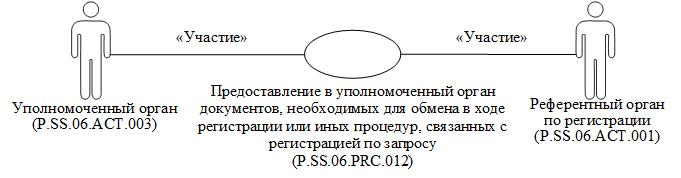 «Участие»
«Участие»
Уполномоченный орган
(P.SS.06.ACT.003)
Предоставление в уполномоченный орган
документов, необходимых для обмена в ходе
регистрации или иных процедур, связанных с
регистрацией по запросу
(P.SS.06.PRC.012)
Референтный орган
по регистрации
(P.SS.06.ACT.001)